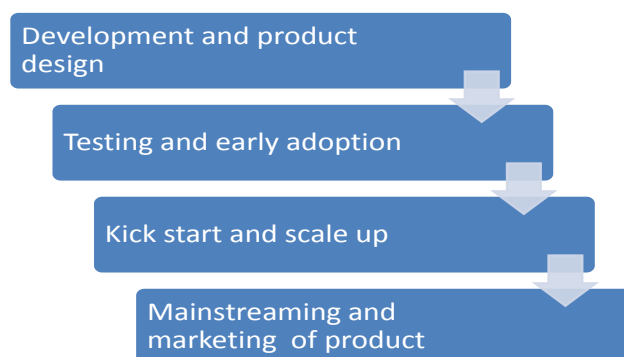 Development and product
design
Testing and early adoption
Kick start and scale up
Mainstreaming and
marketing  of product